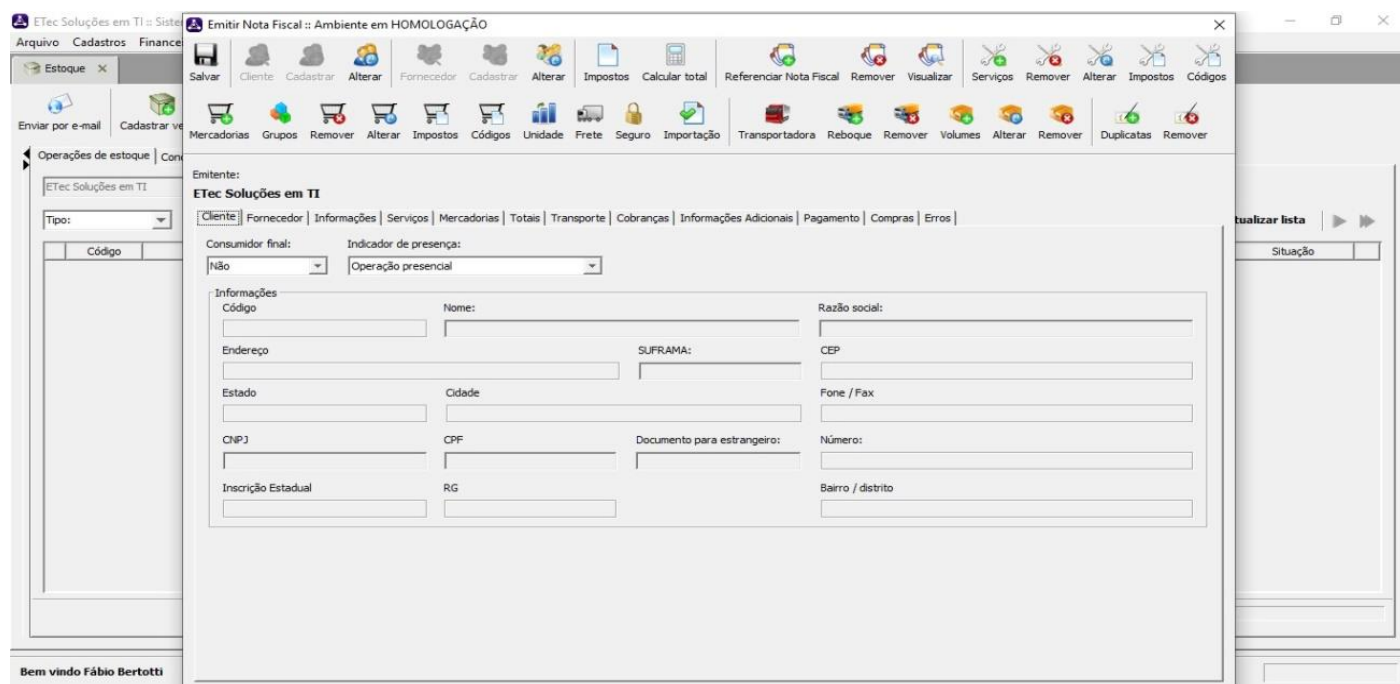 ETec Soluções em TI :: Siste
Emitir Nota Fiscal :: Ambiente em HOMOLOGAÇÃO
Arquivo Cadastros Finance
Estoque
Enviar por e-mail Cadastrar ve
Salvar Cliente Cadastrar Alterar Fornecedor Cadastrar Alterar Impostos Calcular total Referenciar Nota Fiscal Remover Visualizar Serviços Remover Alterar Impostos Códigos
Mercadorias Grupos Remover Alterar Impostos Códigos Unidade Frete Seguro Importação Transportadora Reboque Remover Volumes Alterar Remover Duplicatas Remover
Operações de estoque Cond
ETec Soluções em TI
Tipo:
Código
Emitente:
ETec Soluções em TI
Cliente Fornecedor Informações Serviços Mercadorias Totais Transporte Cobranças Informações Adicionais Pagamento Compras Erros
Consumidor final: Indicador de presença:
Não Operação presencial
Informações
Código Nome: Razão social:
Endereço SUFRAMA: CEP
Estado Cidade Fone / Fax
CNPJ CPF Documento para estrangeiro: Número:
Inscrição Estadual RG Bairro / distrito
tualizar lista
Situação
Bem vindo Fábio Bertotti